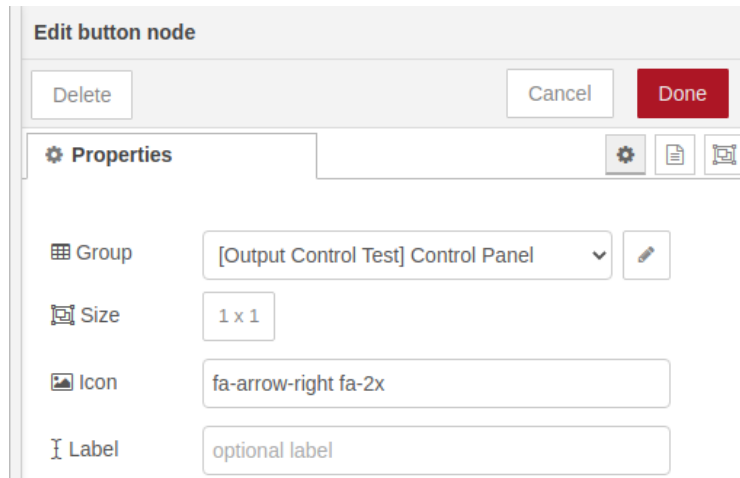 Edit button node
Delete Cancel Done
Properties
Group [Output Control Test] Control Panel
Size 1 x 1
Icon fa-arrow-right fa-2x
Label optional label